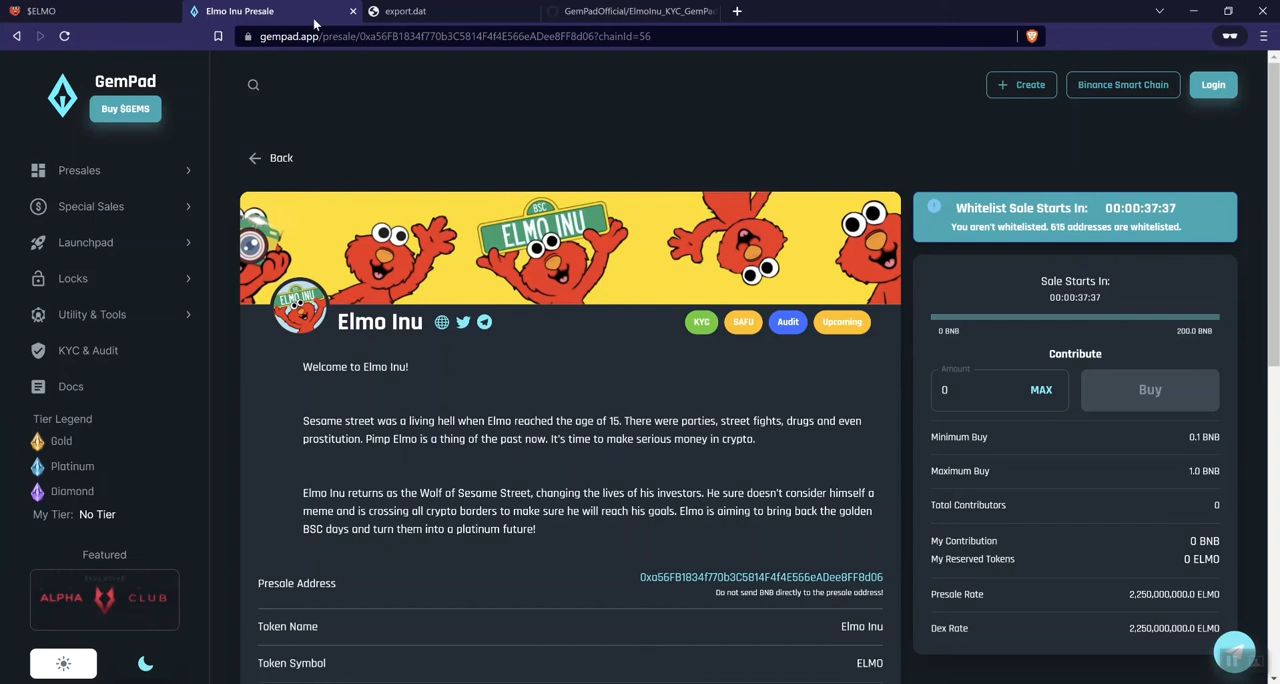 $ELMO
Elmo Inu Presale
export.dat
GemPadOfficial/ElmoInu_KYC_GemPa
gempad.app/presale/0xa56FB1834f770b3C5814F4f4E566eADee8FF8d06?chainId=56
GemPad
Buy $GEMS
Create
Binance Smart Chain
Login
Back
Presales
Special Sales
Launchpad
Locks
Utility & Tools
KYC & Audit
Docs
Tier Legend
Gold
Platinum
Diamond
My Tier: No Tier
Featured
ALPHA CLUB
BSC
ELMO INU
ELMO INU
Elmo Inu
KYC
SAFU
Audit
Upcoming
Welcome to Elmo Inu!
Sesame street was a living hell when Elmo reached the age of 15. There were parties, street fights, drugs and even
prostitution. Pimp Elmo is a thing of the past now. It's time to make serious money in crypto.
Elmo Inu returns as the Wolf of Sesame Street, changing the lives of his investors. He sure doesn't consider himself a
meme and is crossing all crypto borders to make sure he will reach his goals. Elmo is aiming to bring back the golden
BSC days and turn them into a platinum future!
Presale Address
0xa56FB1834f770b3C5814F4f4E566eADee8FF8d06
Do not send BNB directly to the presale address!
Token Name
Elmo Inu
Token Symbol
ELMO
Whitelist Sale Starts In: 00:00:37:37
You aren't whitelisted. 615 addresses are whitelisted.
Sale Starts In:
00:00:37:37
0 BNB
200.0 BNB
Contribute
Amount
0
MAX
Buy
Minimum Buy
0.1 BNB
Maximum Buy
1.0 BNB
Total Contributors
0
My Contribution
0 BNB
My Reserved Tokens
0 ELMO
Presale Rate
2,250,000,000.0 ELMO
Dex Rate
2,250,000,000.0 ELMO